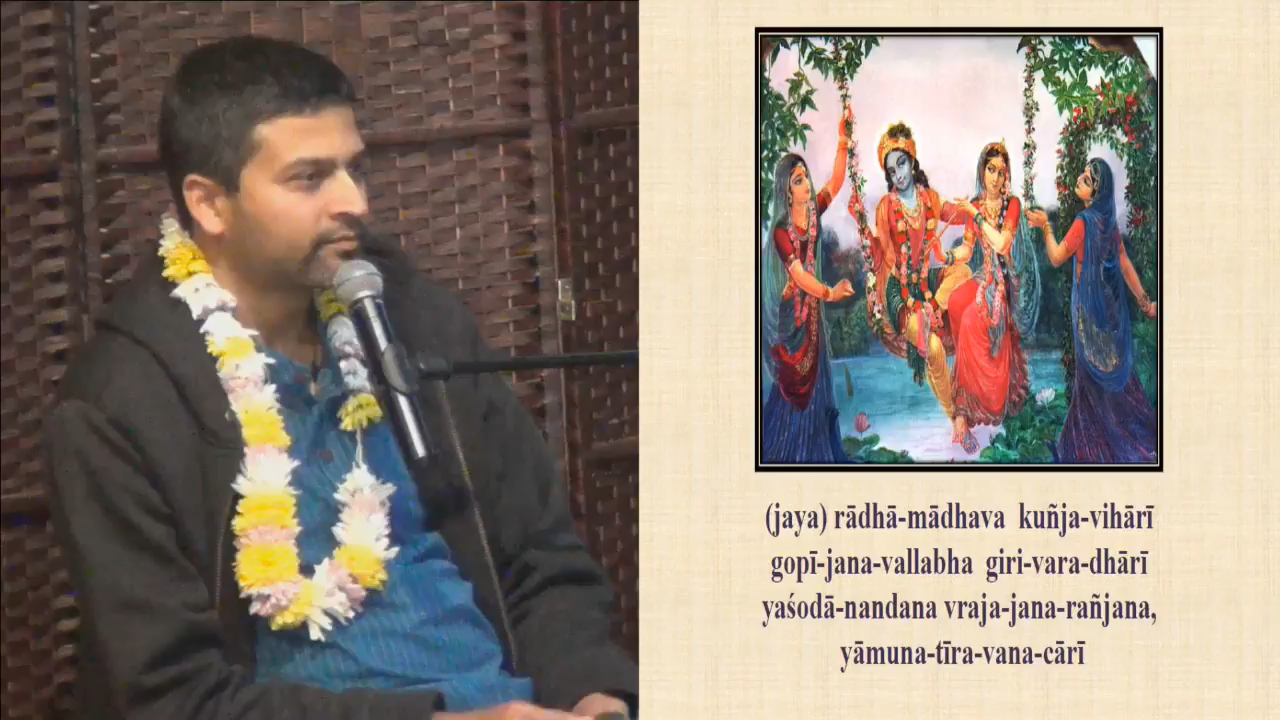 (jaya) rādhā-mādhava kuñja-vihārī
gopī-jana-vallabha giri-vara-dhārī
yaśodā-nandana vraja-jana-rañjana,
yāmuna-tīra-vana-cārī